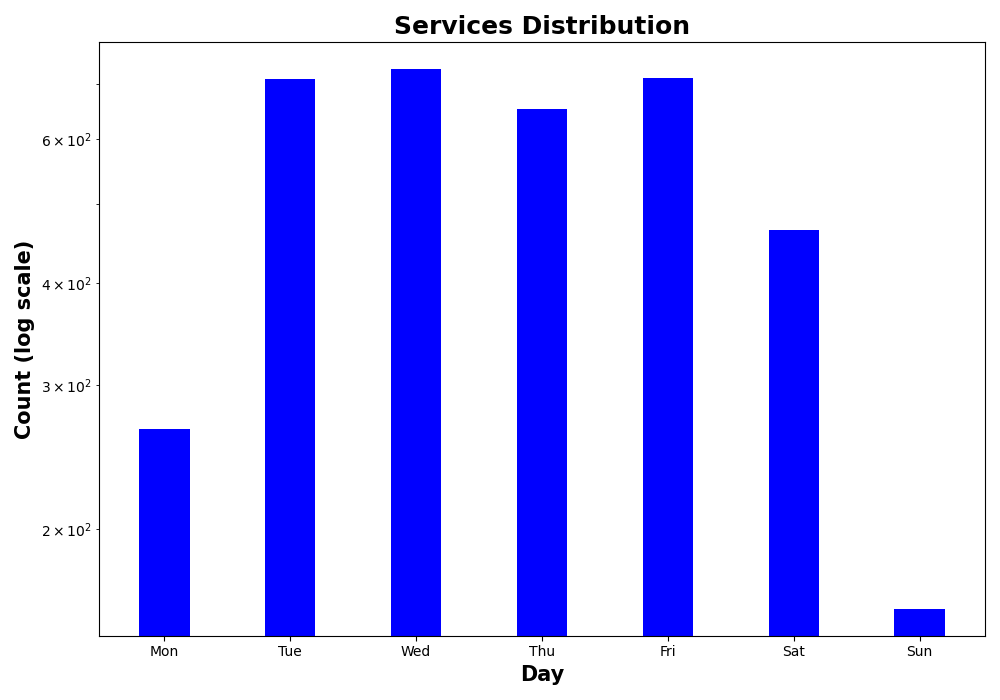 Services Distribution
Count (log scale)
6 × 10²
4 × 10²
3 × 10²
2 × 10²
Mon Tue Wed Thu Fri Sat Sun
Day